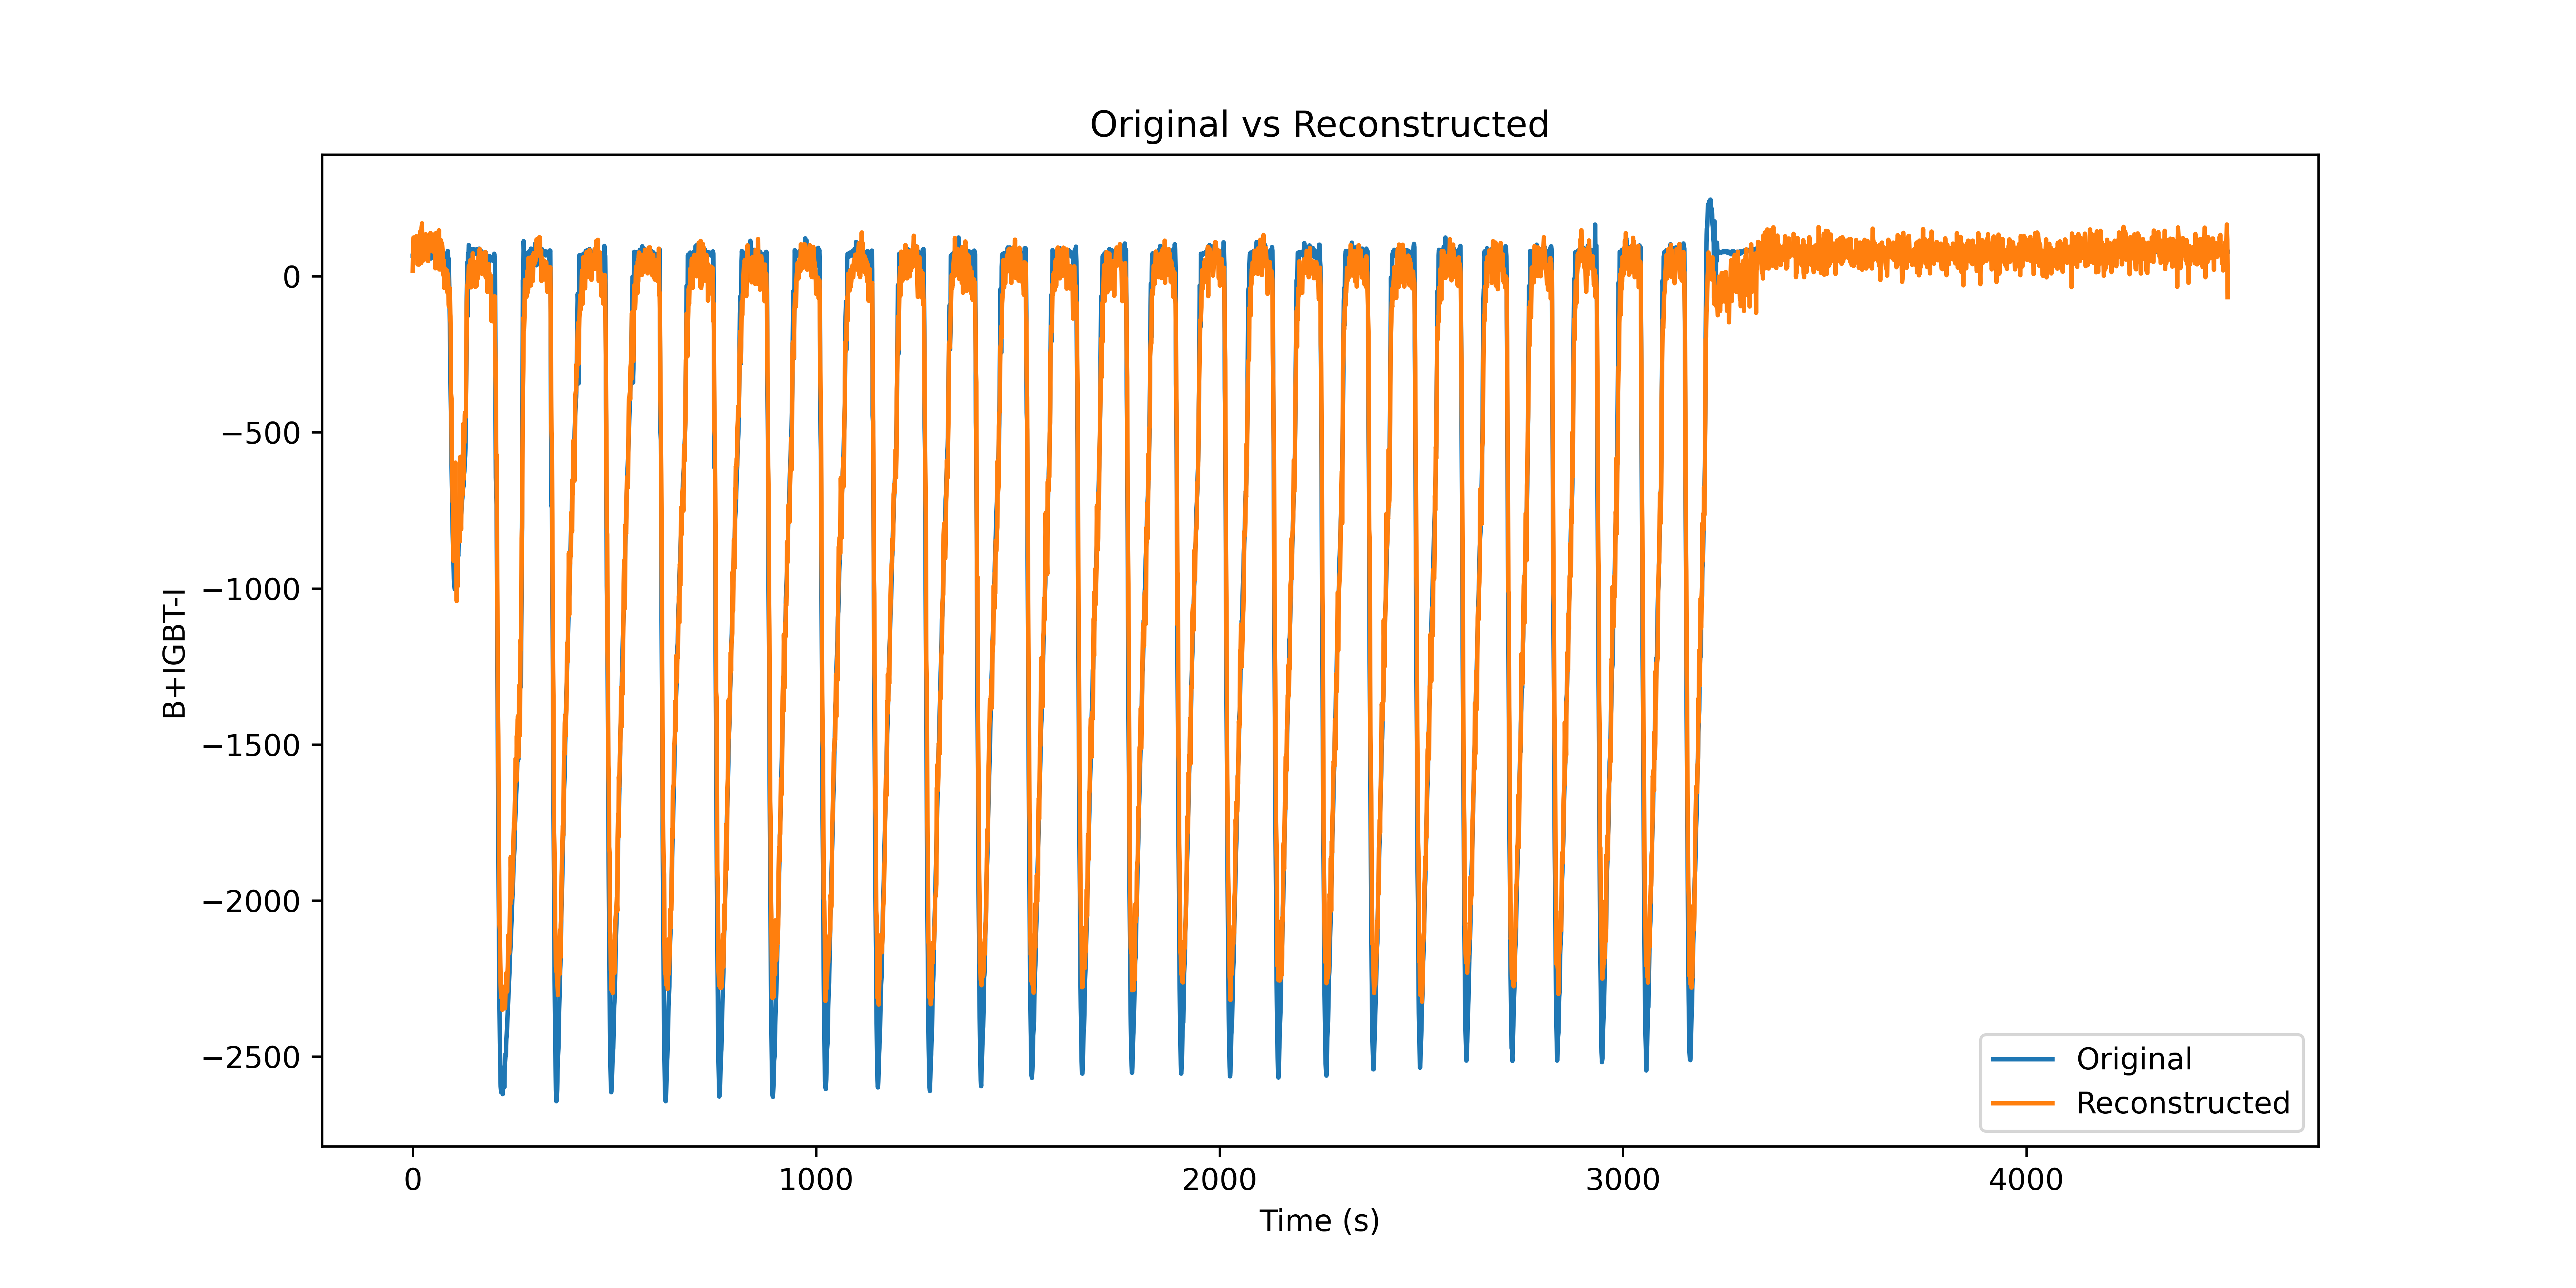 Original vs Reconstructed
B+IGBT-I
0
−500
−1000
−1500
−2000
−2500
0 1000 2000 3000 4000
Time (s)
Original
Reconstructed